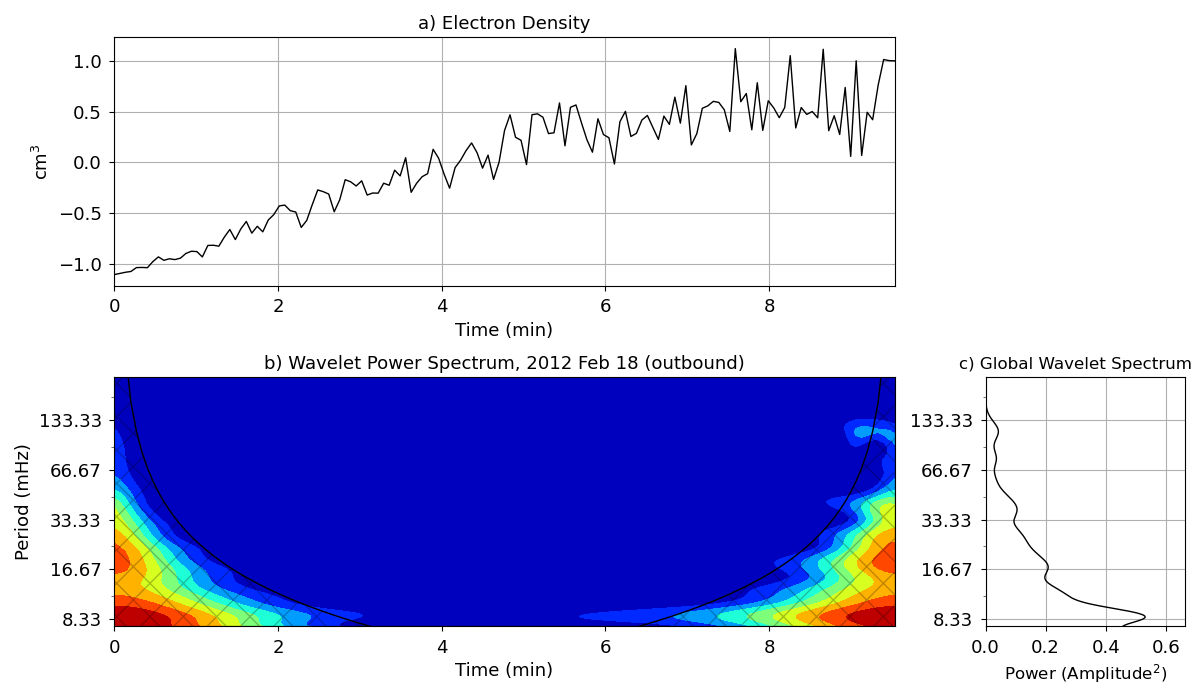 a) Electron Density
cm³
1.0
0.5
0.0
−0.5
−1.0
0 2 4 6 8
Time (min)
b) Wavelet Power Spectrum, 2012 Feb 18 (outbound)
Period (mHz)
133.33
66.67
33.33
16.67
8.33
0 2 4 6 8
Time (min)
c) Global Wavelet Spectrum
133.33
66.67
33.33
16.67
8.33
0.0 0.2 0.4 0.6
Power (Amplitude²)